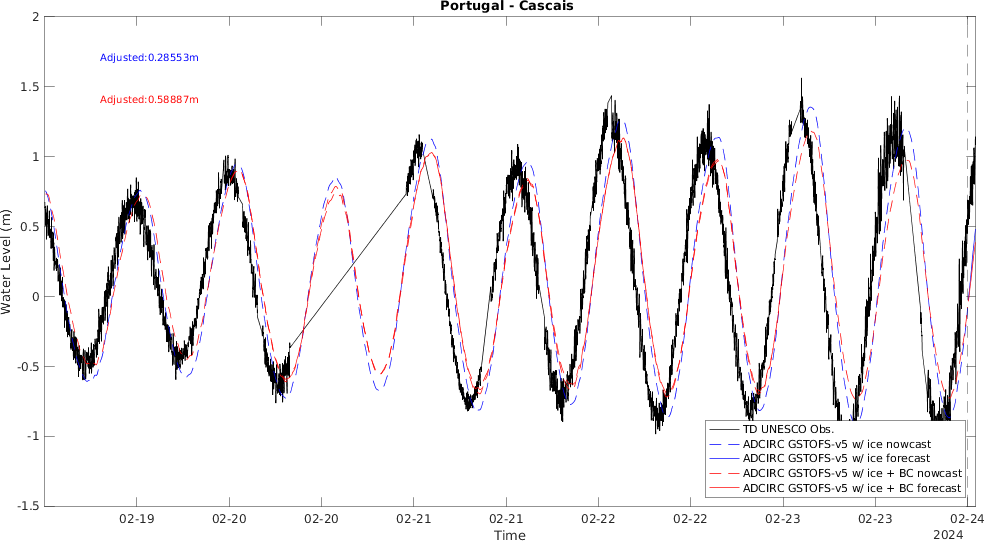 Portugal - Cascais
Adjusted:0.28553m
Adjusted:0.58887m
Water Level (m)
2
1.5
1
0.5
0
-0.5
-1
-1.5
TD UNESCO Obs.
ADCIRC GSTOFS-v5 w/ ice nowcast
ADCIRC GSTOFS-v5 w/ ice forecast
ADCIRC GSTOFS-v5 w/ ice + BC nowcast
ADCIRC GSTOFS-v5 w/ ice + BC forecast
02-19 02-20 02-20 02-21 02-21 02-22 02-22 02-23 02-23 02-24
Time
2024